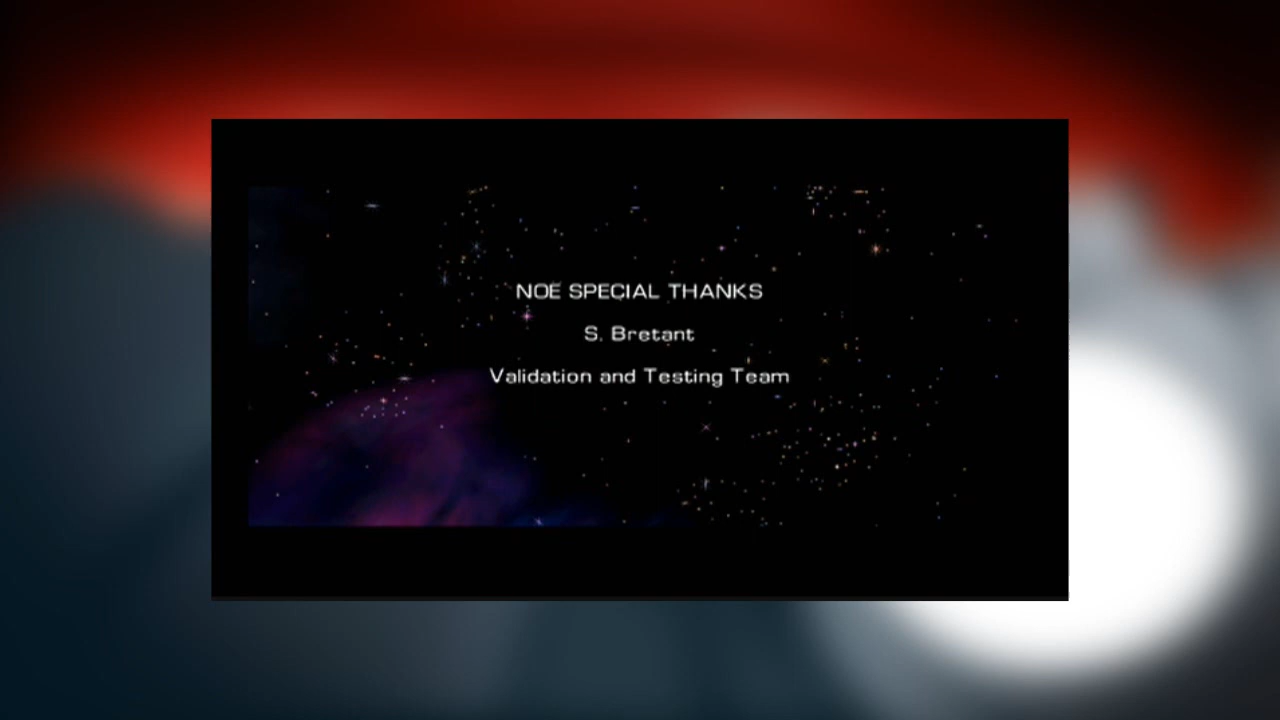 NOE SPECIAL THANKS
S. Bretant
Validation and Testing Team